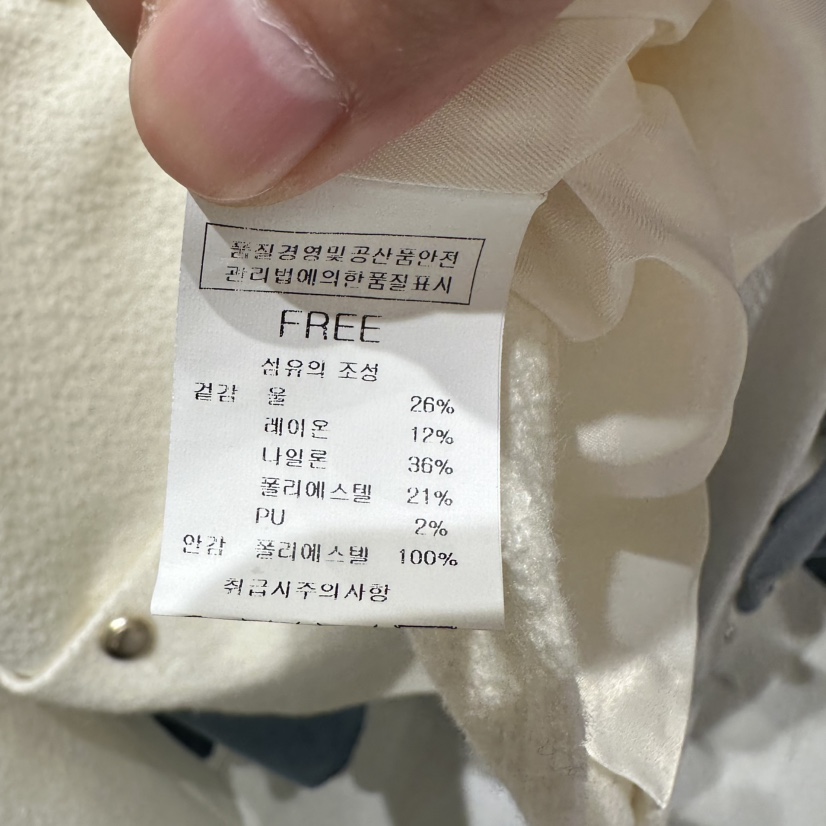 품질경영및공산품안전
관리법에의한품질표시
FREE
섬유의 조성
겉감 울 26%
레이온 12%
나일론 36%
폴리에스텔 21%
PU 2%
안감 폴리에스텔 100%
취급시주의사항